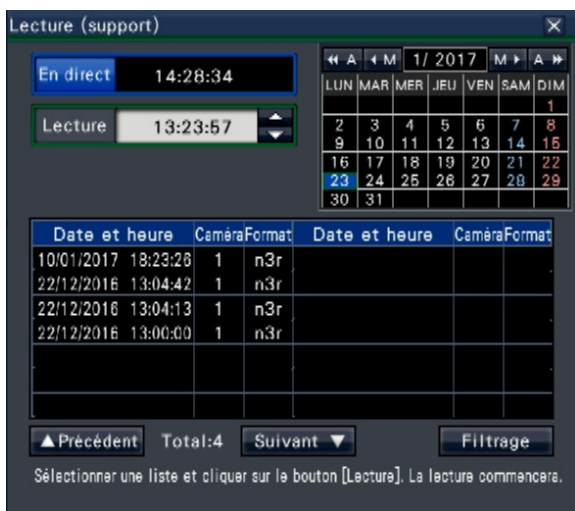 Lecture (support)
En direct 14:28:34
Lecture 13:23:57
A M 1/ 2017 M A
LUN MAR MER JEU VEN SAM DIM
1
2 3 4 5 6 7 8
9 10 11 12 13 14 15
16 17 18 19 20 21 22
23 24 25 26 27 28 29
30 31
Date et heure Caméra Format Date et heure Caméra Format
10/01/2017 18:23:26 1 n3r
22/12/2016 13:04:42 1 n3r
22/12/2016 13:04:13 1 n3r
22/12/2016 13:00:00 1 n3r
▲Précédent Total:4 Suivant ▼ Filtrage
Sélectionner une liste et cliquer sur le bouton [Lecture]. La lecture commencera.